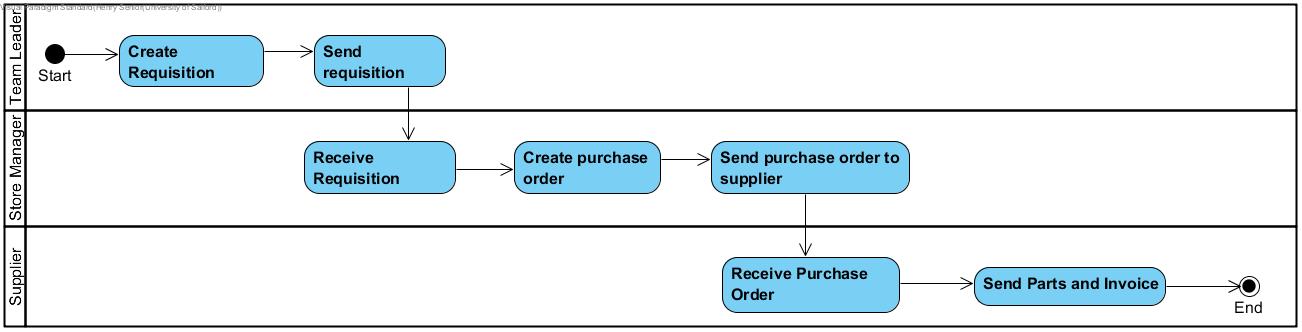 Visual Paradigm Standard(Henry Senior(University of Salford))
Team Leader
Start
Create
Requisition
Send
requisition
Store Manager
Receive
Requisition
Create purchase
order
Send purchase order to
supplier
Supplier
Receive Purchase
Order
Send Parts and Invoice
End